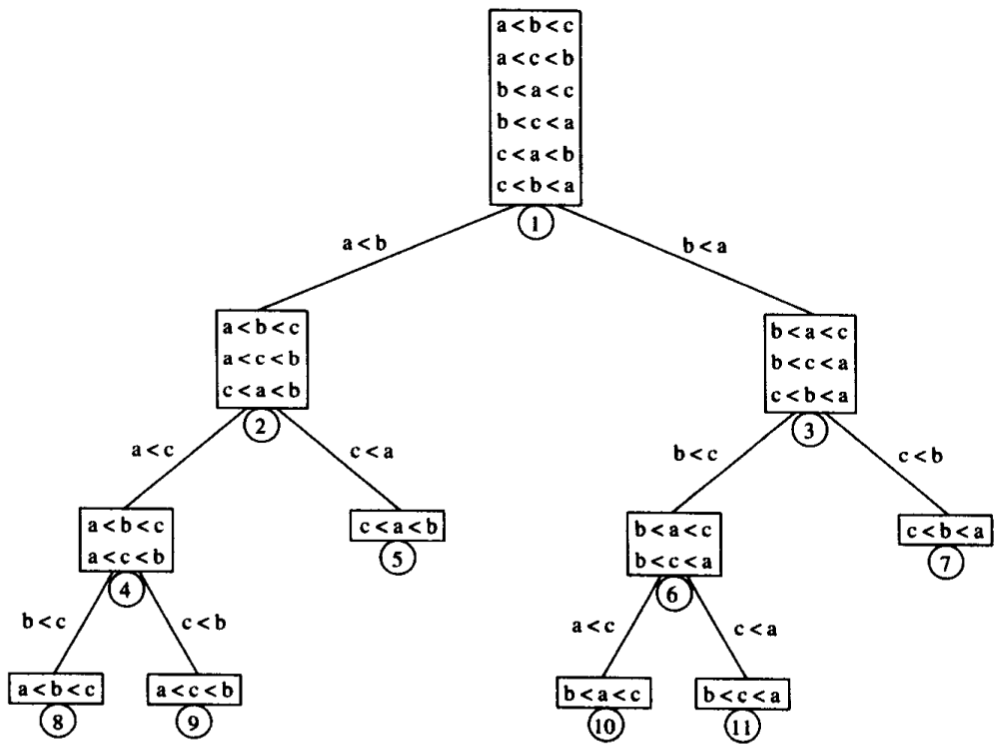 a < b < c
a < c < b
b < a < c
b < c < a
c < a < b
c < b < a
1
a < b
b < a
a < b < c
a < c < b
c < a < b
2
b < a < c
b < c < a
c < b < a
3
a < c
c < a
b < c
c < b
a < b < c
a < c < b
4
c < a < b
5
b < a < c
b < c < a
6
c < b < a
7
b < c
c < b
a < c
c < a
a < b < c
8
a < c < b
9
b < a < c
10
b < c < a
11